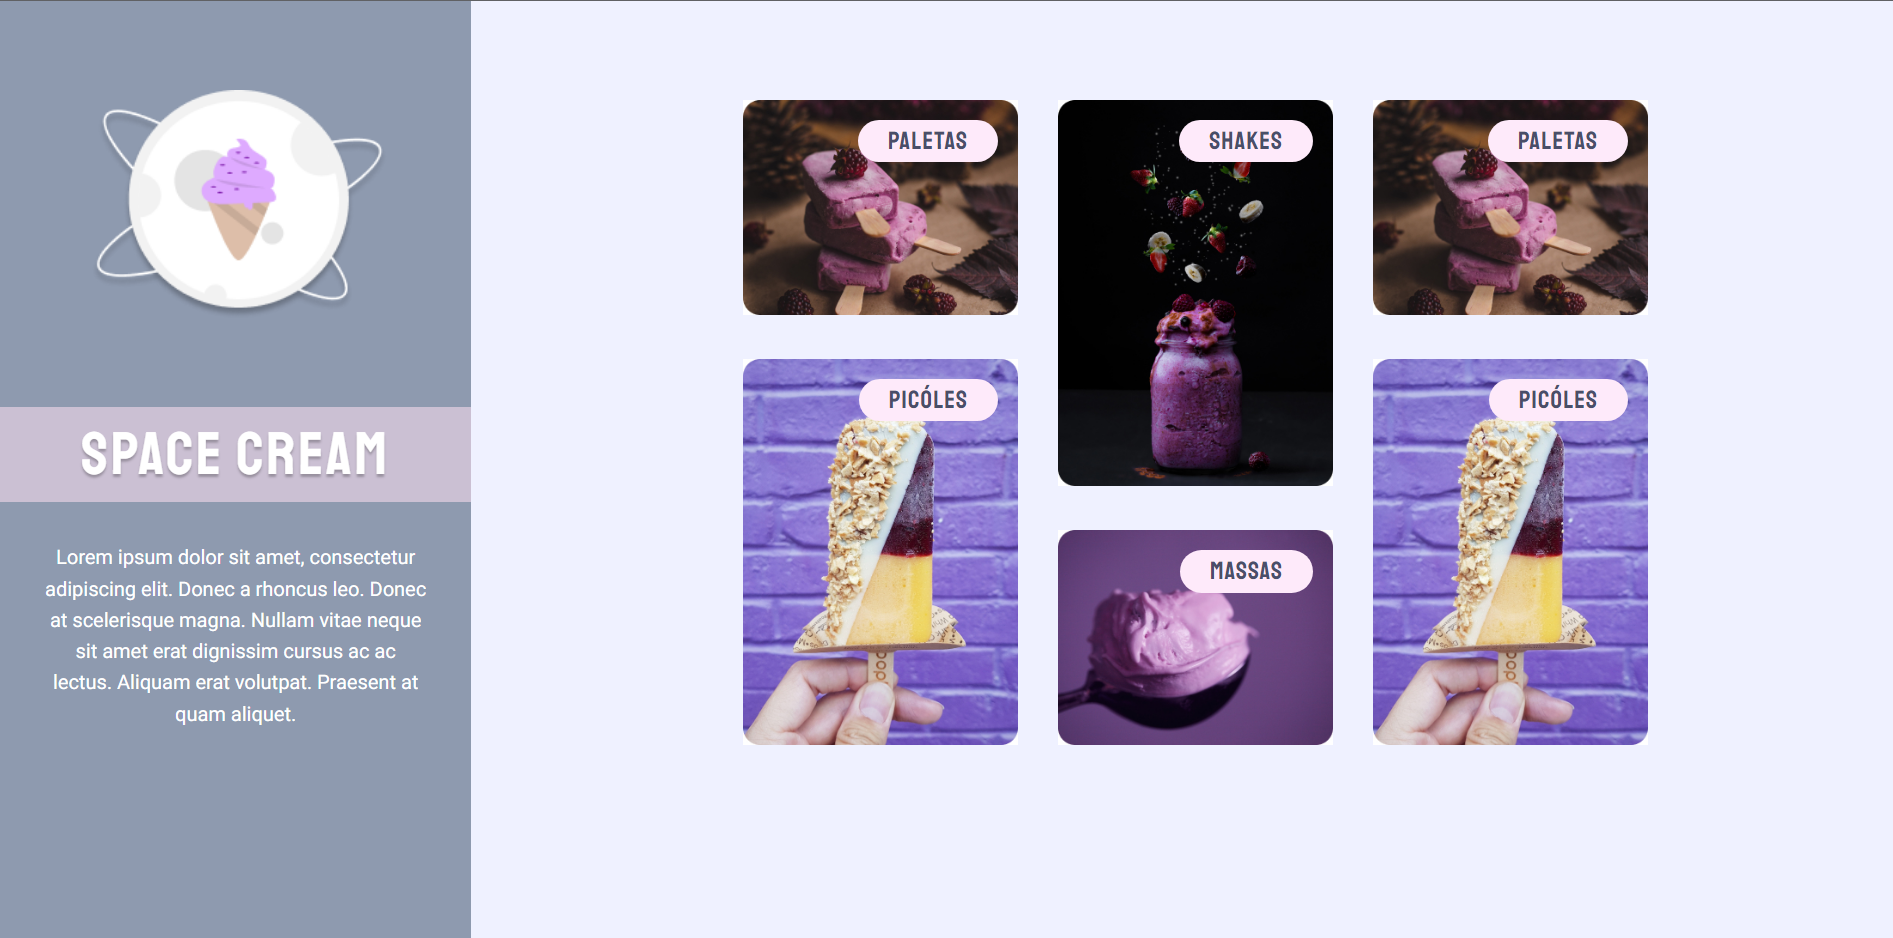 SPACE CREAM
Lorem ipsum dolor sit amet, consectetur
adipiscing elit. Donec a rhoncus leo. Donec
at scelerisque magna. Nullam vitae neque
sit amet erat dignissim cursus ac ac
lectus. Aliquam erat volutpat. Praesent at
quam aliquet.
PALETAS
SHAKES
PALETAS
PICÓLES
PICÓLES
MASSAS